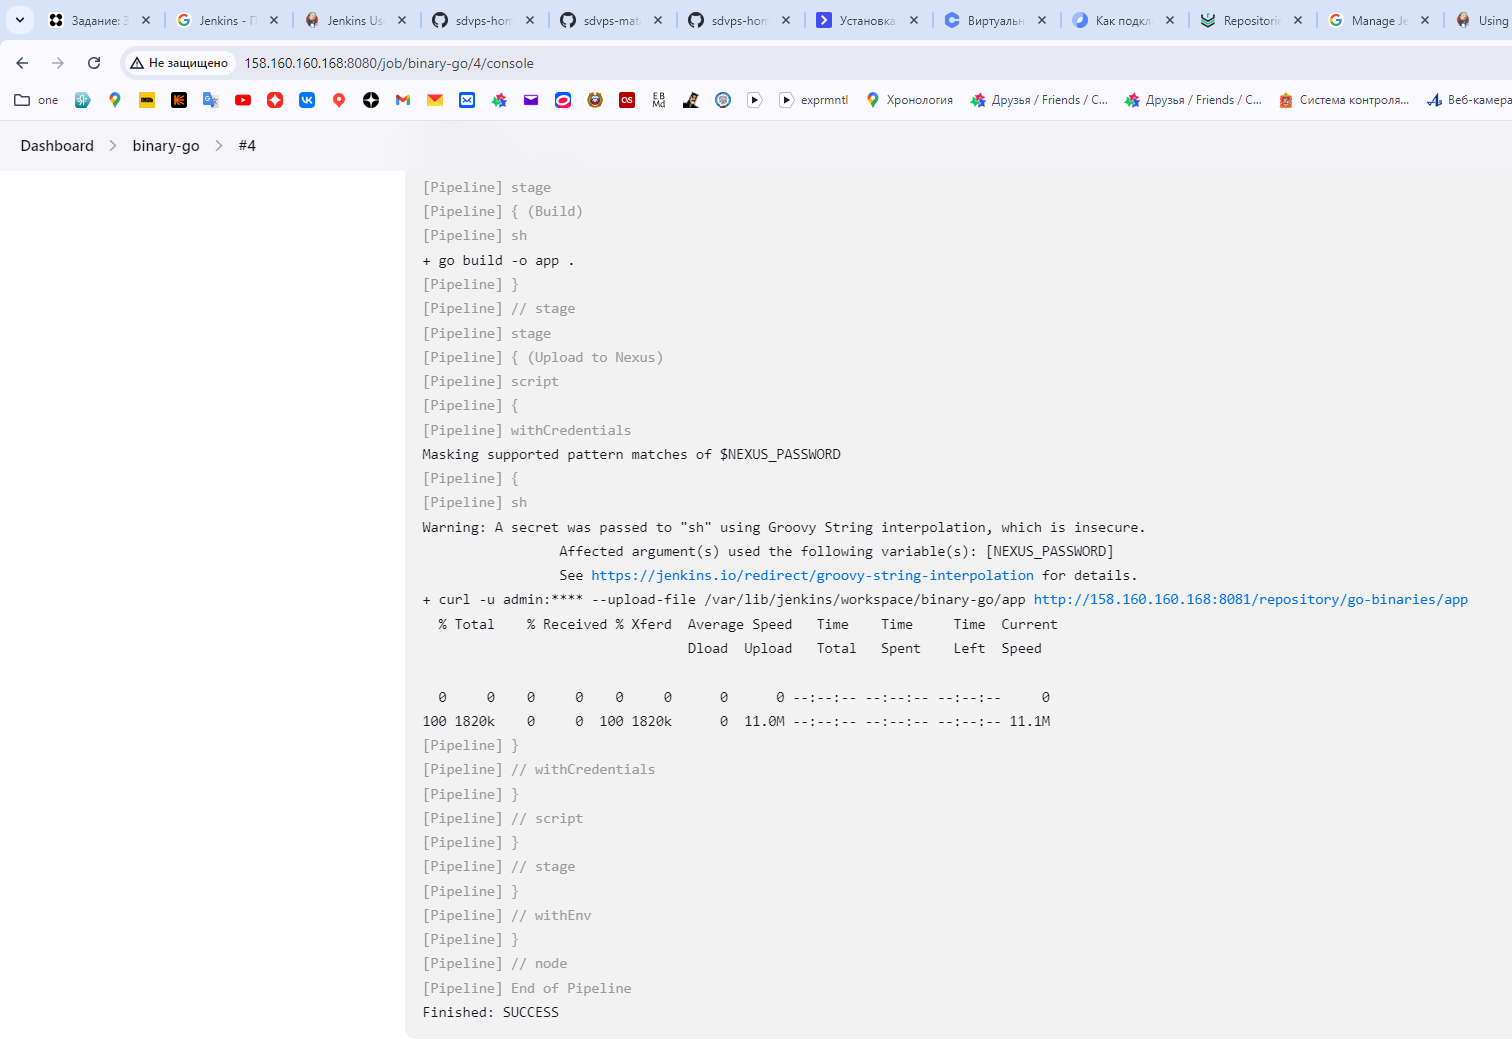 Задание: З
Jenkins - П
Jenkins Us
sdvps-hom
sdvps-mat
sdvps-hom
Установка
Виртуальн
Как подкл
Repositorie
Manage Je
Using
Не защищено
158.160.160.168:8080/job/binary-go/4/console
one
EB Md
exprmntl
Хронология
Друзья / Friends / C...
Друзья / Friends / C...
Система контроля...
Веб-камера
Dashboard > binary-go > #4
[Pipeline] stage
[Pipeline] { (Build)
[Pipeline] sh
+ go build -o app .
[Pipeline] }
[Pipeline] // stage
[Pipeline] stage
[Pipeline] { (Upload to Nexus)
[Pipeline] script
[Pipeline] {
[Pipeline] withCredentials
Masking supported pattern matches of $NEXUS_PASSWORD
[Pipeline] {
[Pipeline] sh
Warning: A secret was passed to "sh" using Groovy String interpolation, which is insecure.
Affected argument(s) used the following variable(s): [NEXUS_PASSWORD]
See https://jenkins.io/redirect/groovy-string-interpolation for details.
+ curl -u admin:**** --upload-file /var/lib/jenkins/workspace/binary-go/app http://158.160.160.168:8081/repository/go-binaries/app
% Total % Received % Xferd Average Speed Time Time Time Current
Dload Upload Total Spent Left Speed
0 0 0 0 0 0 0 0 --:--:-- --:--:-- --:--:-- 0
100 1820k 0 0 100 1820k 0 11.0M --:--:-- --:--:-- --:--:-- 11.1M
[Pipeline] }
[Pipeline] // withCredentials
[Pipeline] }
[Pipeline] // script
[Pipeline] }
[Pipeline] // stage
[Pipeline] }
[Pipeline] // withEnv
[Pipeline] }
[Pipeline] // node
[Pipeline] End of Pipeline
Finished: SUCCESS